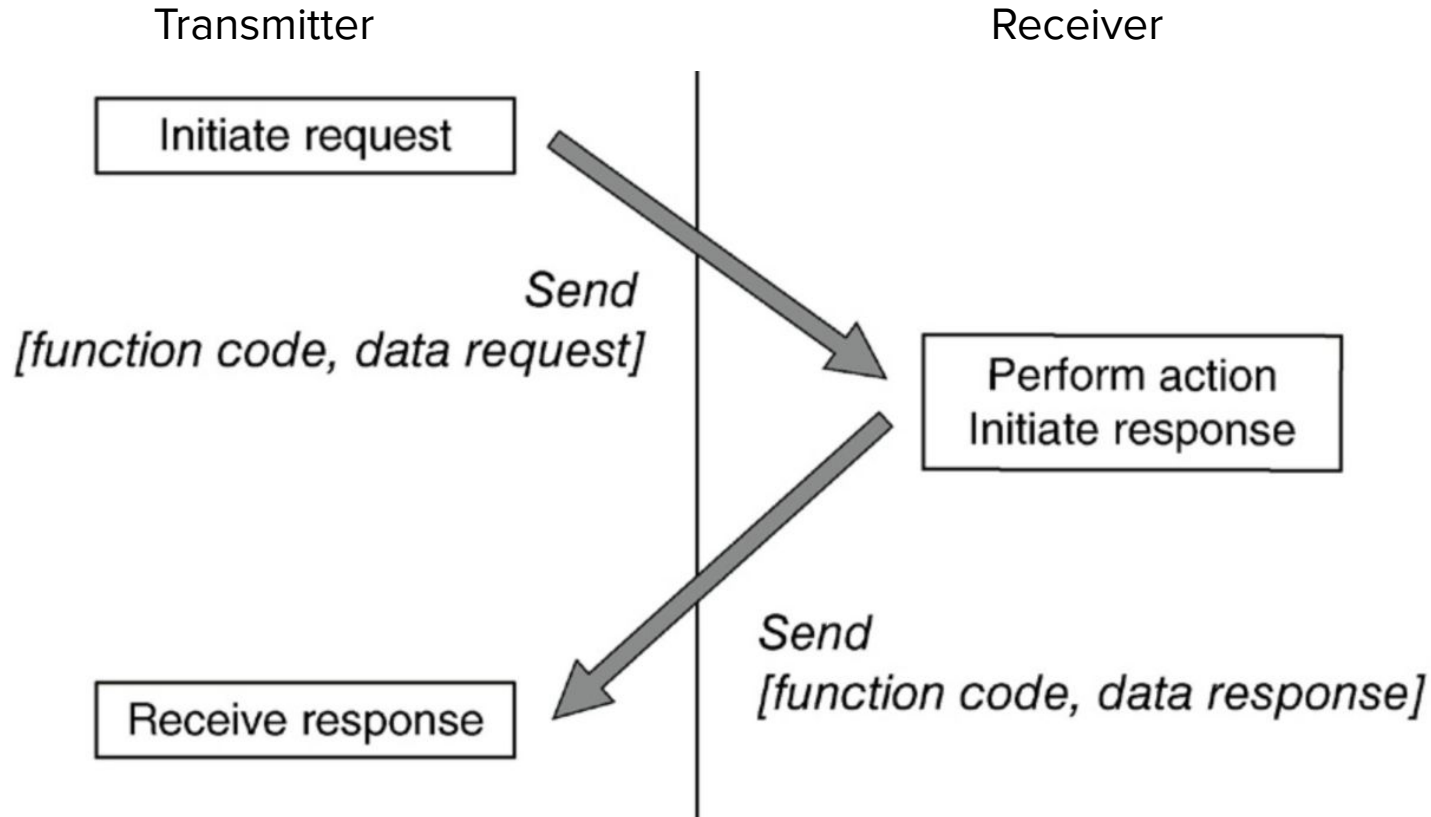 Transmitter
Receiver
Initiate request
Send
[function code, data request]
Perform action
Initiate response
Send
[function code, data response]
Receive response